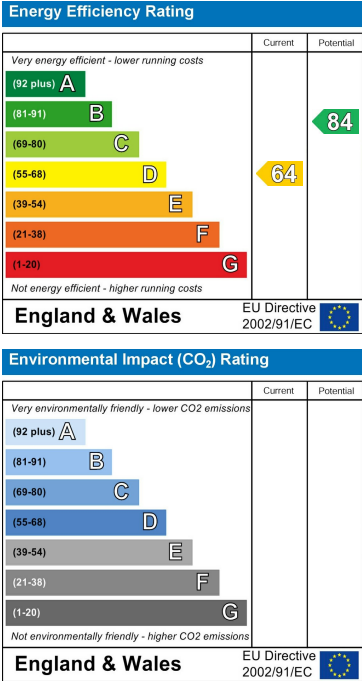 Energy Efficiency Rating
Current Potential
Very energy efficient - lower running costs
(92 plus) A
(81-91) B
84
(69-80) C
(55-68) D
64
(39-54) E
(21-38) F
(1-20) G
Not energy efficient - higher running costs
England & Wales
EU Directive
2002/91/EC
Environmental Impact (CO₂) Rating
Current Potential
Very environmentally friendly - lower CO2 emissions
(92 plus) A
(81-91) B
(69-80) C
(55-68) D
(39-54) E
(21-38) F
(1-20) G
Not environmentally friendly - higher CO2 emissions
England & Wales
EU Directive
2002/91/EC